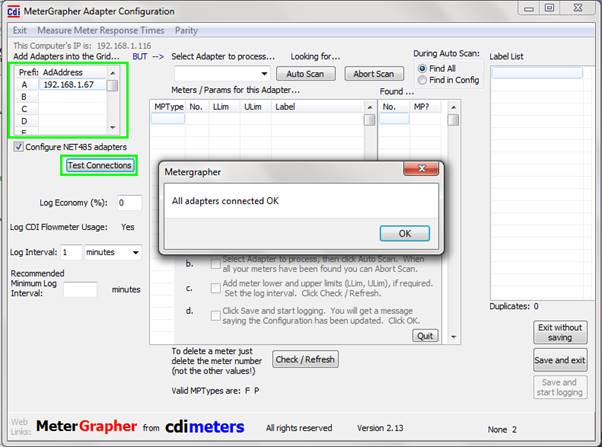 Cdi MeterGrapher Adapter Configuration
Exit Measure Meter Response Times Parity
This Computer's IP is: 192.168.1.116
Add Adapters into the Grid... BUT --> Select Adapter to process... Looking for... During Auto Scan: Label List
Prefix AdAddress
A 192.168.1.67
B
C
D
Auto Scan Abort Scan
Find All
Find in Config
Meters / Params for this Adapter... Found ...
MPType No. LLim ULim Label No. MP?
Configure NET485 adapters
Test Connections
Metergrapher
All adapters connected OK
OK
Log Economy (%): 0
Log CDI Flowmeter Usage: Yes
Log Interval: 1 minutes
Recommended
Minimum Log
Interval: minutes
b. Select Adapter to process, then click Auto Scan. When
all your meters have been found you can Abort Scan.
c. Add meter lower and upper limits (LLim, ULim), if required.
Set the log interval. Click Check / Refresh.
d. Click Save and start logging. You will get a message
saying the Configuration has been updated. Click OK.
Quit
Duplicates: 0
Exit without
saving
Save and exit
Save and
start logging
To delete a meter just
delete the meter number
(not the other values!)
Check / Refresh
Valid MPTypes are: F P
Web
Links: MeterGrapher from cdimeters All rights reserved Version 2.13 None 2